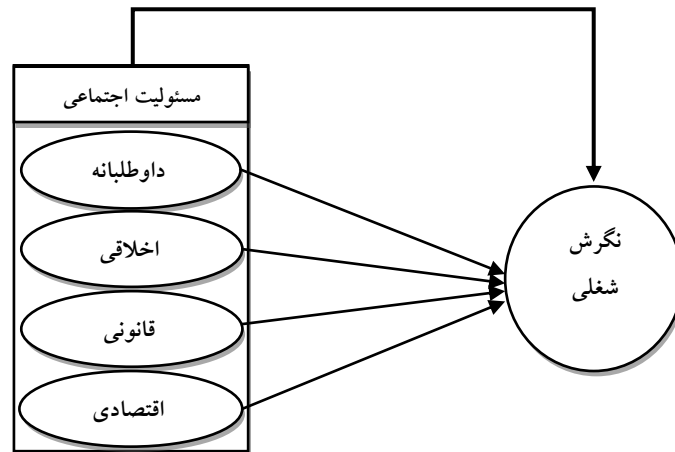 مسئولیت اجتماعی
داوطلبانه
اخلاقی
قانونی
اقتصادی
نگرش
شغلی